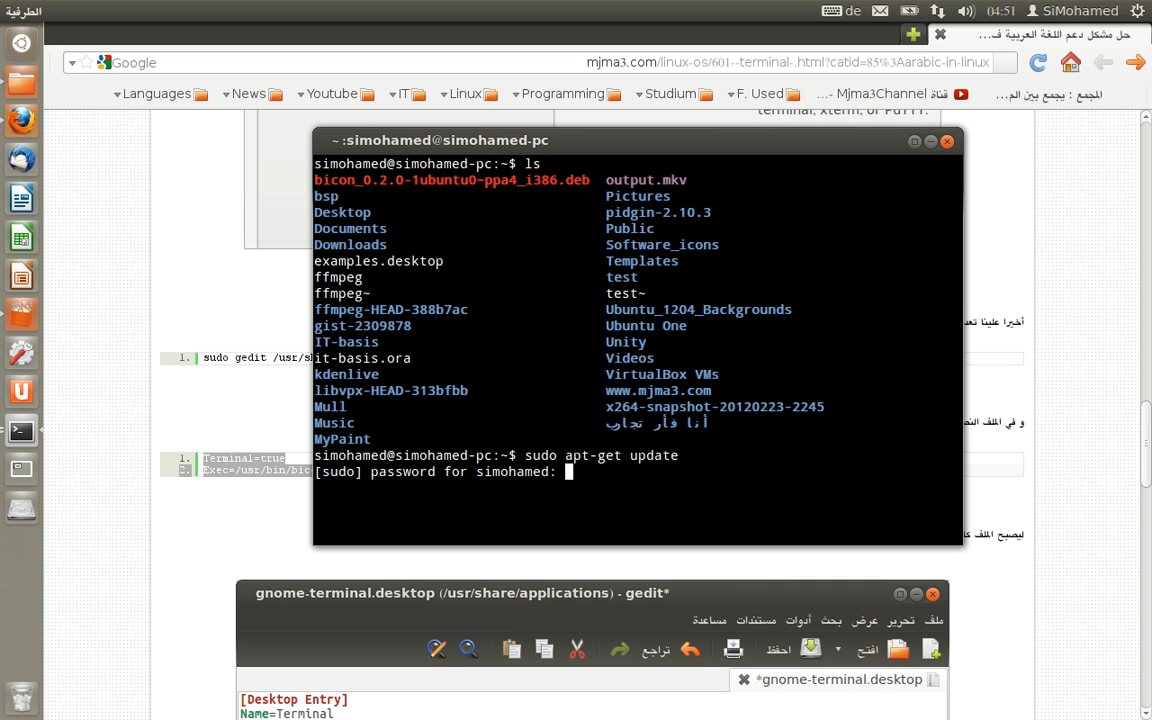 الطرفية
de
04:51
SiMohamed
حل مشكل دعم اللغة العربية ف...
Google
mjma3.com/linux-os/601--terminal-.html?catid=85%3Aarabic-in-linux
Languages
News
Youtube
IT
Linux
Programming
Studium
F. Used
قناة Mjma3Channel -...
المجمع : يجمع بين الم...
terminal, xterm, or PuTTY.
~ :simohamed@simohamed-pc
simohamed@simohamed-pc:~$ ls
bicon_0.2.0-1ubuntu0~ppa4_i386.deb output.mkv
bsp Pictures
Desktop pidgin-2.10.3
Documents Public
Downloads Software_icons
examples.desktop Templates
ffmpeg test
ffmpeg~ test~
ffmpeg-HEAD-388b7ac Ubuntu_1204_Backgrounds
gist-2309878 Ubuntu One
IT-basis Unity
it-basis.ora Videos
kdenlive VirtualBox VMs
libvpx-HEAD-313bfbb www.mjma3.com
Mull x264-snapshot-20120223-2245
Music أنا فأر تجارب
MyPaint
simohamed@simohamed-pc:~$ sudo apt-get update
[sudo] password for simohamed:
أخيرا علينا
1. sudo gedit
و في الملف
1. Terminal=true
2.
ليصبح الملف
gnome-terminal.desktop (/usr/share/applications) - gedit*
ملف تحرير عرض بحث أدوات مستندات مساعدة
افتح احفظ تراجع
*gnome-terminal.desktop
[Desktop Entry]
Name=Terminal